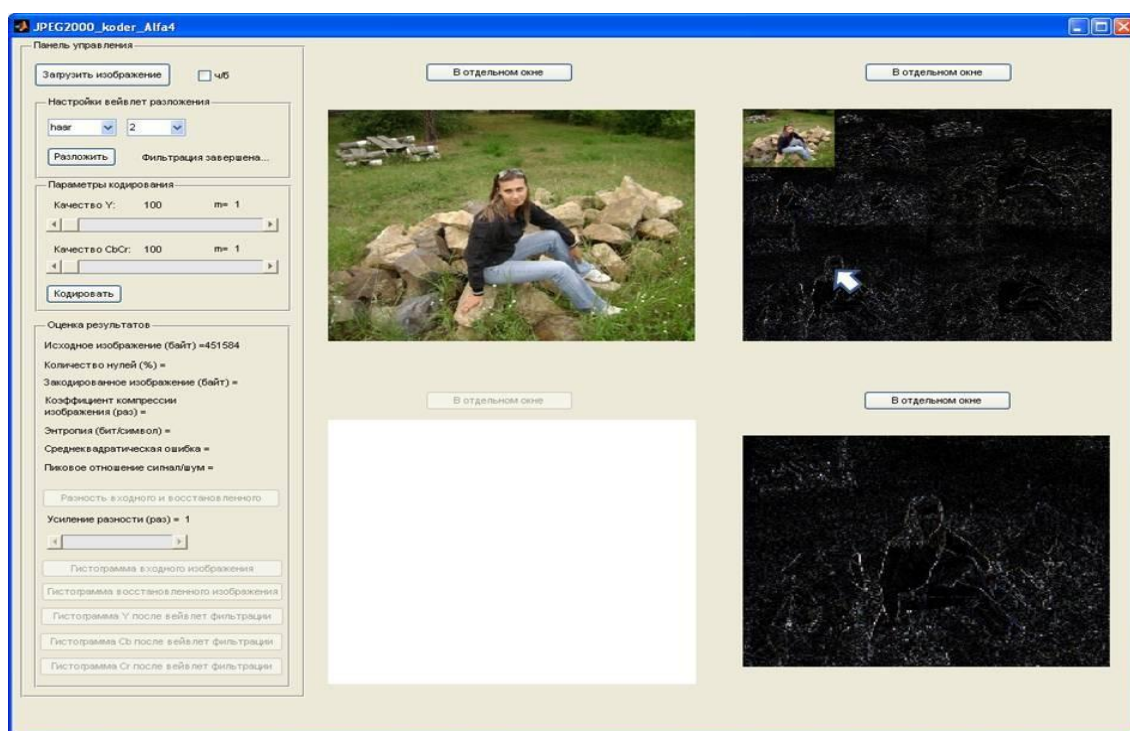 JPEG2000_koder_Alfa4
Панель управления
Загрузить изображение
ч/б
Настройки вейвлет разложения
haar
2
Разложить
Фильтрация завершена...
Параметры кодирования
Качество Y: 100 m= 1
Качество CbCr: 100 m= 1
Кодировать
Оценка результатов
Исходное изображение (байт) =451584
Количество нулей (%) =
Закодированное изображение (байт) =
Коэффициент компрессии
изображения (раз) =
Энтропия (бит/символ) =
Среднеквадратическая ошибка =
Пиковое отношение сигнал/шум =
Разность входного и восстановленного
Усиление разности (раз) = 1
Гистограмма входного изображения
Гистограмма восстановленного изображения
Гистограмма Y после вейвлет фильтрации
Гистограмма Cb после вейвлет фильтрации
Гистограмма Cr после вейвлет фильтрации
В отдельном окне
В отдельном окне
В отдельном окне
В отдельном окне